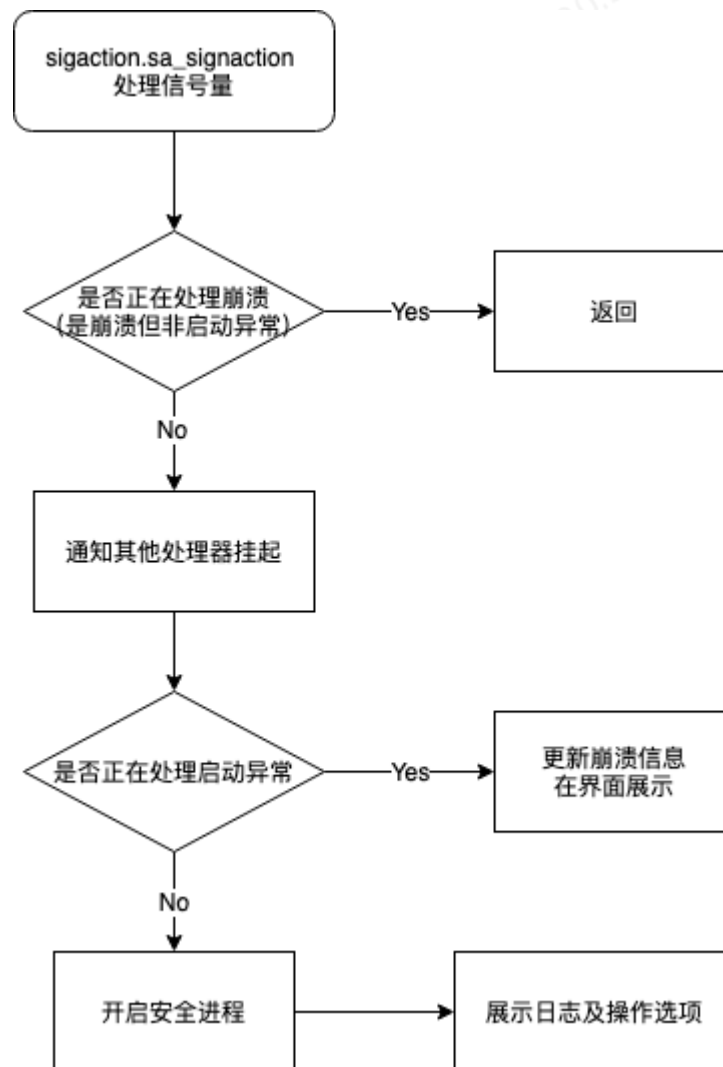 sigaction.sa_signaction
处理信号量
是否正在处理崩溃
(是崩溃但非启动异常)
Yes
返回
No
通知其他处理器挂起
是否正在处理启动异常
Yes
更新崩溃信息
在界面展示
No
开启安全进程
展示日志及操作选项